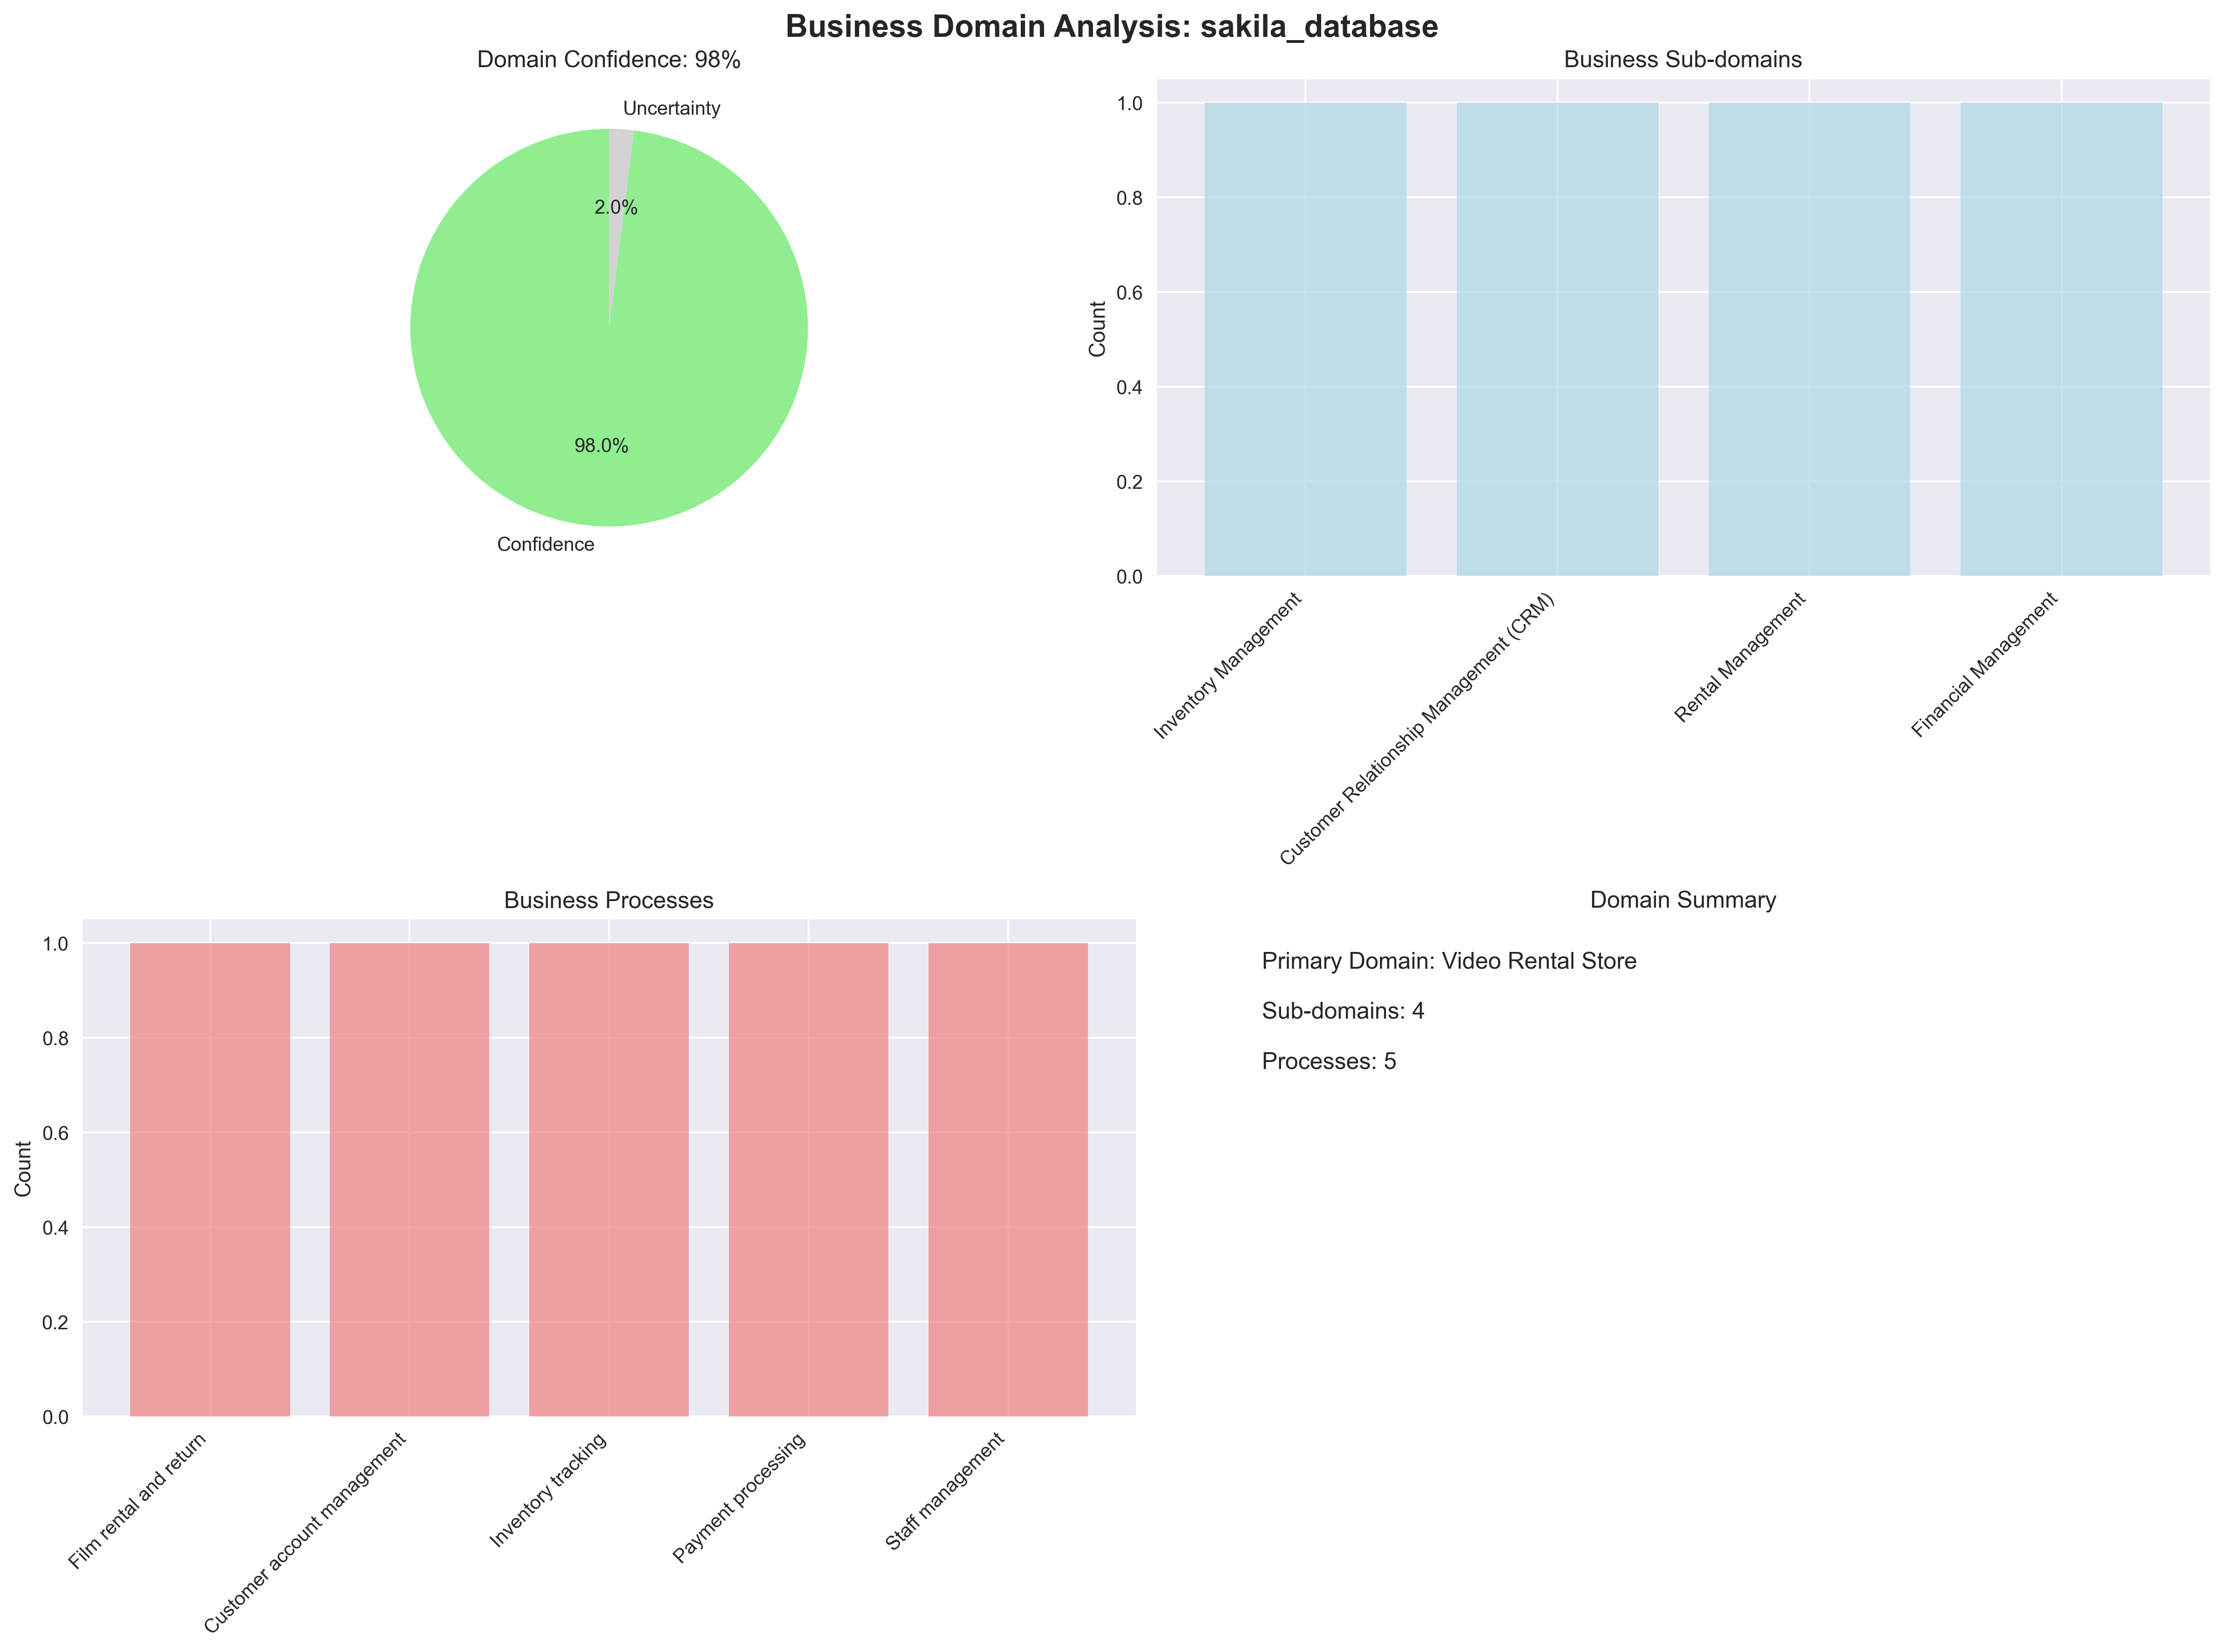 Business Domain Analysis: sakila_database
Domain Confidence: 98%
Uncertainty
2.0%
98.0%
Confidence
Business Sub-domains
Count
1.0
0.8
0.6
0.4
0.2
0.0
Inventory Management
Customer Relationship Management (CRM)
Rental Management
Financial Management
Business Processes
Count
1.0
0.8
0.6
0.4
0.2
0.0
Film rental and return
Customer account management
Inventory tracking
Payment processing
Staff management
Domain Summary
Primary Domain: Video Rental Store
Sub-domains: 4
Processes: 5